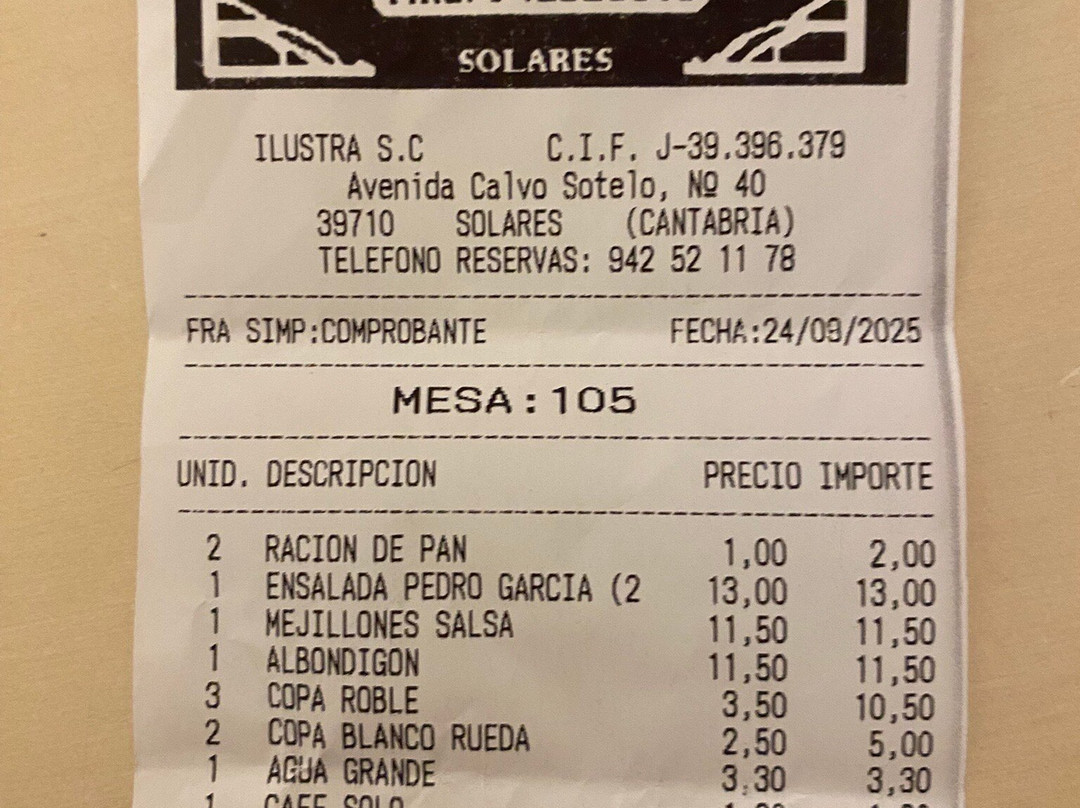 SOLARES
ILUSTRA S.C C.I.F. J-39.396.379
Avenida Calvo Sotelo, Nº 40
39710 SOLARES (CANTABRIA)
TELEFONO RESERVAS: 942 52 11 78
FRA SIMP:COMPROBANTE FECHA:24/09/2025
MESA:105
UNID. DESCRIPCION PRECIO IMPORTE
2 RACION DE PAN 1,00 2,00
1 ENSALADA PEDRO GARCIA (2 13,00 13,00
1 MEJILLONES SALSA 11,50 11,50
1 ALBONDIGON 11,50 11,50
3 COPA ROBLE 3,50 10,50
2 COPA BLANCO RUEDA 2,50 5,00
1 AGUA GRANDE 3,30 3,30
1 CAFE SOLO